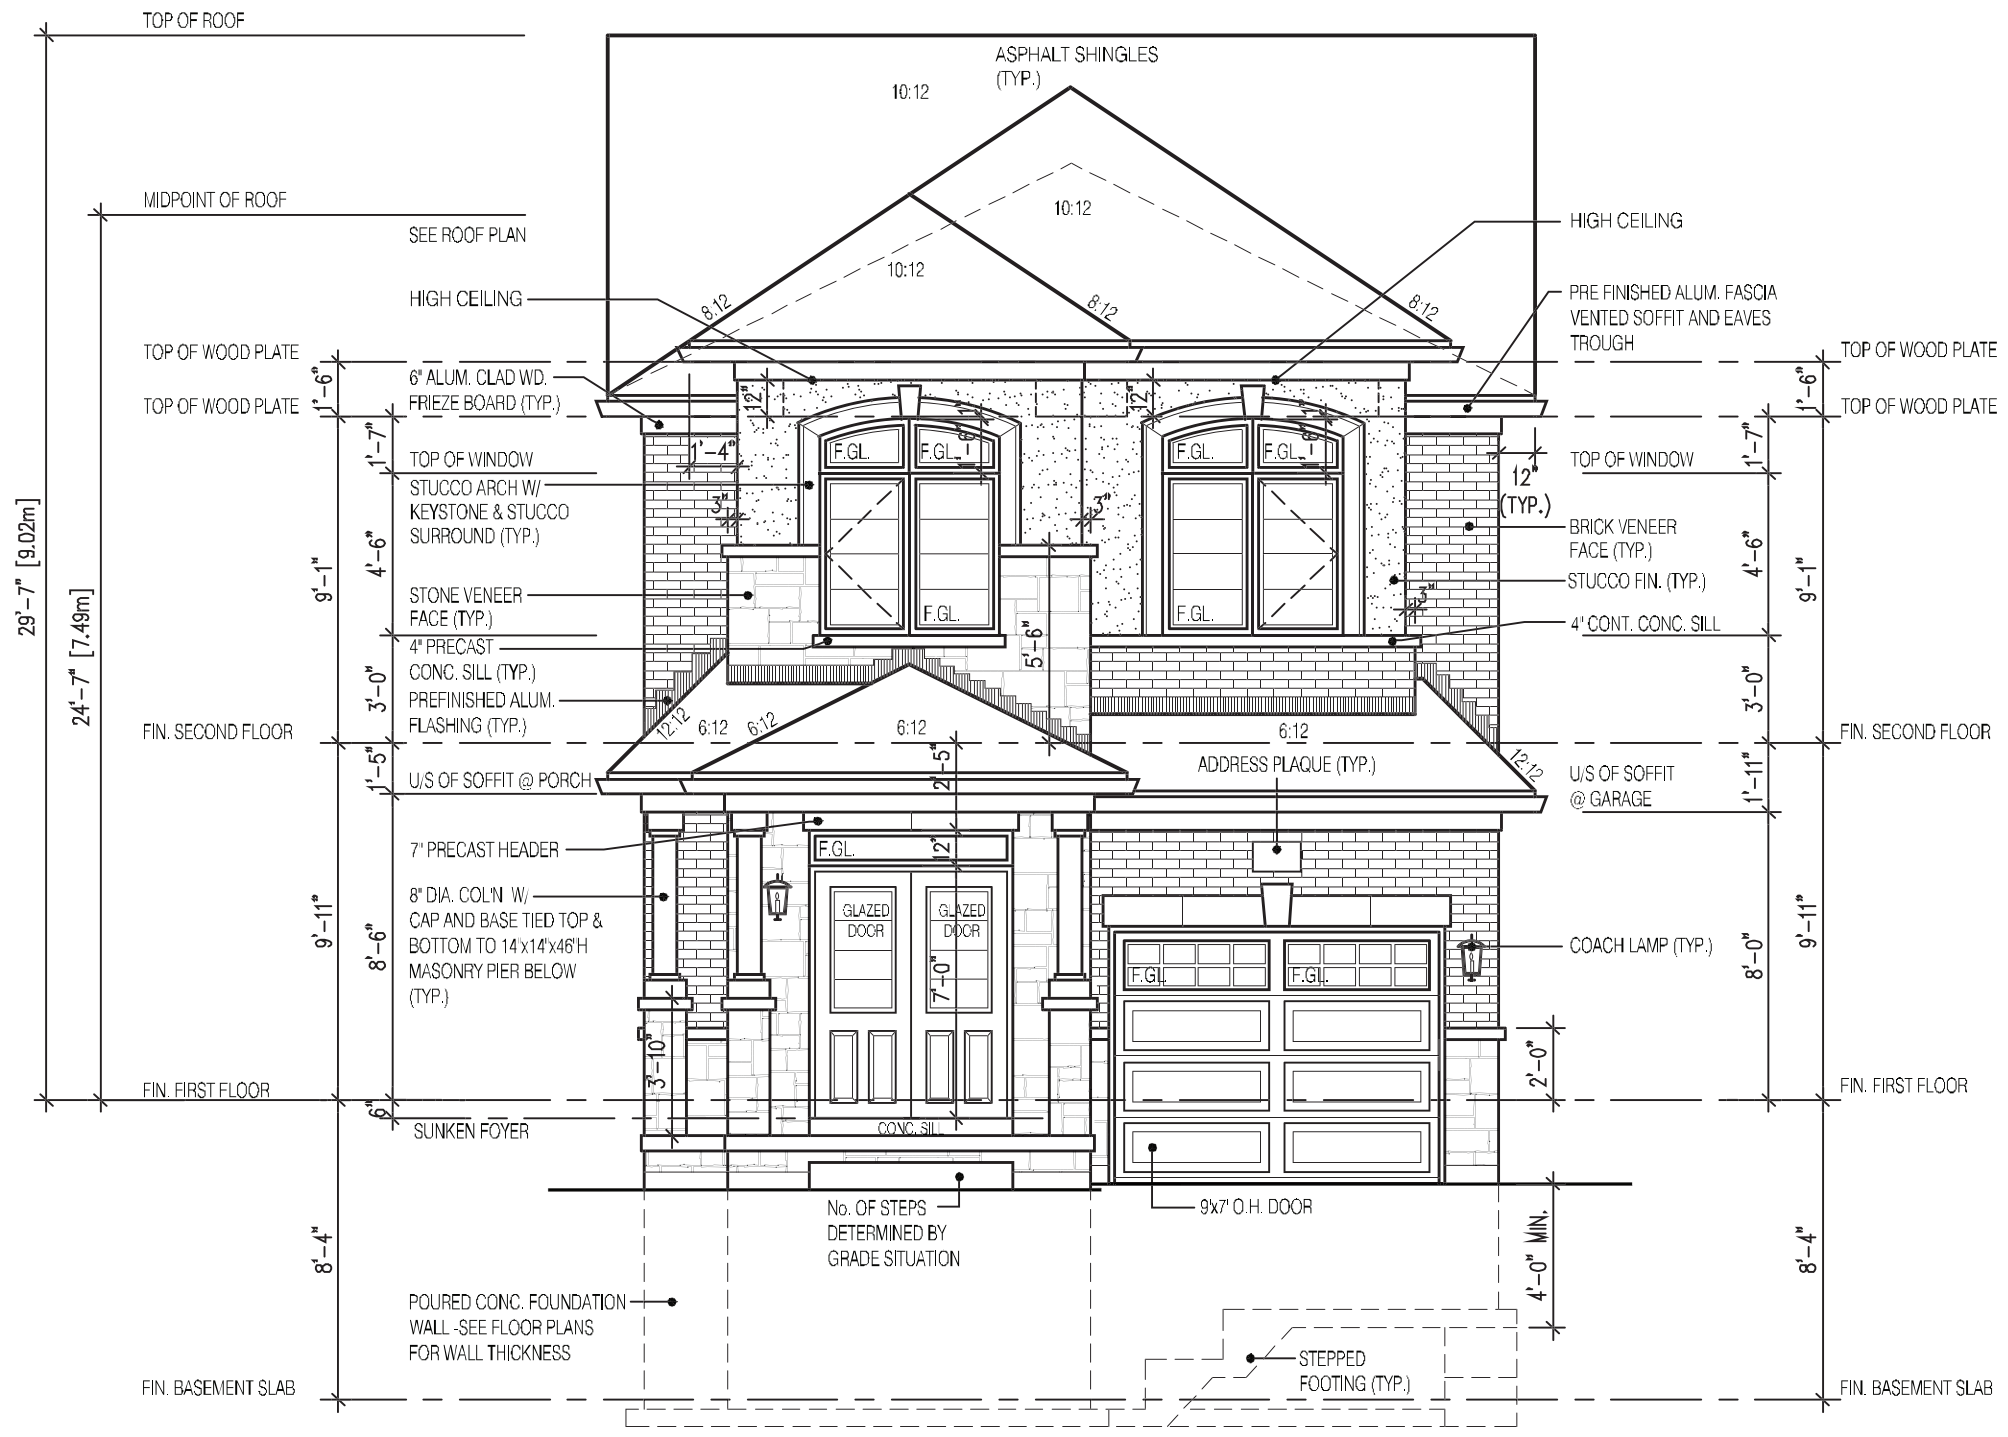 TOP OF ROOF
ASPHALT SHINGLES
(TYP.)
10:12
MIDPOINT OF ROOF
10:12
SEE ROOF PLAN
HIGH CEILING
10:12
HIGH CEILING
8:12
8:12
8:12
PRE FINISHED ALUM. FASCIA
VENTED SOFFIT AND EAVES
TROUGH
TOP OF WOOD PLATE
TOP OF WOOD PLATE
1'-6"
6" ALUM. CLAD WD.
FRIEZE BOARD (TYP.)
12"
12"
1'-6"
TOP OF WOOD PLATE
TOP OF WOOD PLATE
1'-7"
1'-4"
F.GL.
F.GL.
1"
1'-6"
F.GL.
F.GL.
1"
1'-6"
1'-7"
TOP OF WINDOW
TOP OF WINDOW
12"
(TYP.)
STUCCO ARCH W/
KEYSTONE & STUCCO
SURROUND (TYP.)
3"
3"
BRICK VENEER
FACE (TYP.)
29'-7" [9.02m]
9'-1"
4'-6"
4'-6"
9'-1"
STUCCO FIN. (TYP.)
STONE VENEER
FACE (TYP.)
3"
F.GL.
F.GL.
4" CONT. CONC. SILL
24'-7" [7.49m]
4" PRECAST
CONC. SILL (TYP.)
5'-6"
3'-0"
3'-0"
PREFINISHED ALUM.
FLASHING (TYP.)
12:12
6:12
6:12
6:12
6:12
FIN. SECOND FLOOR
FIN. SECOND FLOOR
2'-5"
ADDRESS PLAQUE (TYP.)
12:12
1'-5"
U/S OF SOFFIT @ PORCH
U/S OF SOFFIT
@ GARAGE
1'-11"
7" PRECAST HEADER
F.GL.
12"
8" DIA. COL'N W/
CAP AND BASE TIED TOP &
BOTTOM TO 14"x14"x46"H
MASONRY PIER BELOW
(TYP.)
GLAZED
DOOR
GLAZED
DOOR
9'-11"
8'-6"
7'-0"
F.GL.
F.GL.
COACH LAMP (TYP.)
8'-0"
9'-11"
3'-10"
2'-0"
FIN. FIRST FLOOR
FIN. FIRST FLOOR
6"
SUNKEN FOYER
CONC. SILL
No. OF STEPS
DETERMINED BY
GRADE SITUATION
9'x7' O.H. DOOR
8'-4"
4'-0" MIN.
8'-4"
POURED CONC. FOUNDATION
WALL -SEE FLOOR PLANS
FOR WALL THICKNESS
STEPPED
FOOTING (TYP.)
FIN. BASEMENT SLAB
FIN. BASEMENT SLAB